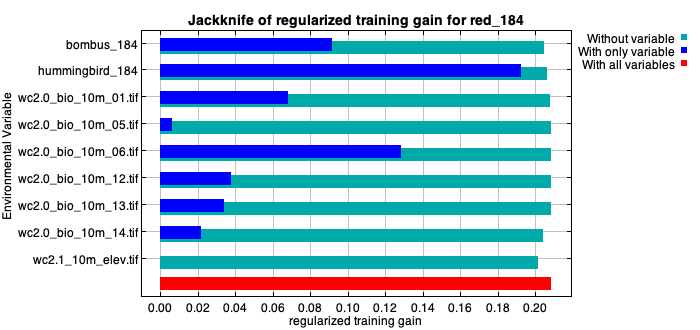 Jackknife of regularized training gain for red_184
Without variable
With only variable
With all variables
Environmental Variable
bombus_184
hummingbird_184
wc2.0_bio_10m_01.tif
wc2.0_bio_10m_05.tif
wc2.0_bio_10m_06.tif
wc2.0_bio_10m_12.tif
wc2.0_bio_10m_13.tif
wc2.0_bio_10m_14.tif
wc2.1_10m_elev.tif
0.00 0.02 0.04 0.06 0.08 0.10 0.12 0.14 0.16 0.18 0.20
regularized training gain